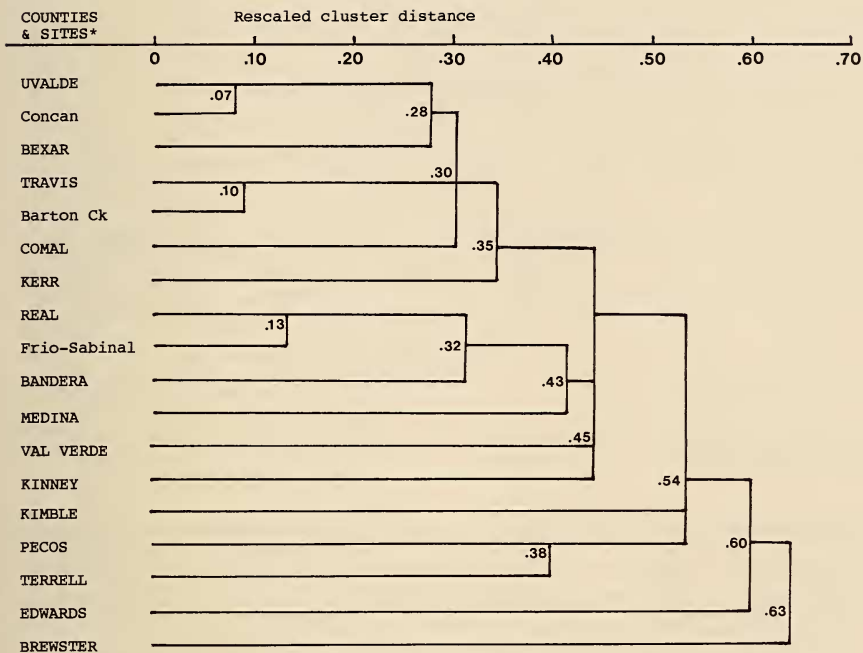 COUNTIES Rescaled cluster distance
& SITES*
0 .10 .20 .30 .40 .50 .60 .70
UVALDE
.07
Concan
.28
BEXAR
.30
TRAVIS
.10
Barton Ck
COMAL
.35
KERR
REAL
.13
Frio-Sabinal
.32
BANDERA
.43
MEDINA
.45
VAL VERDE
KINNEY
.54
KIMBLE
PECOS
.38
.60
TERRELL
EDWARDS
.63
BREWSTER